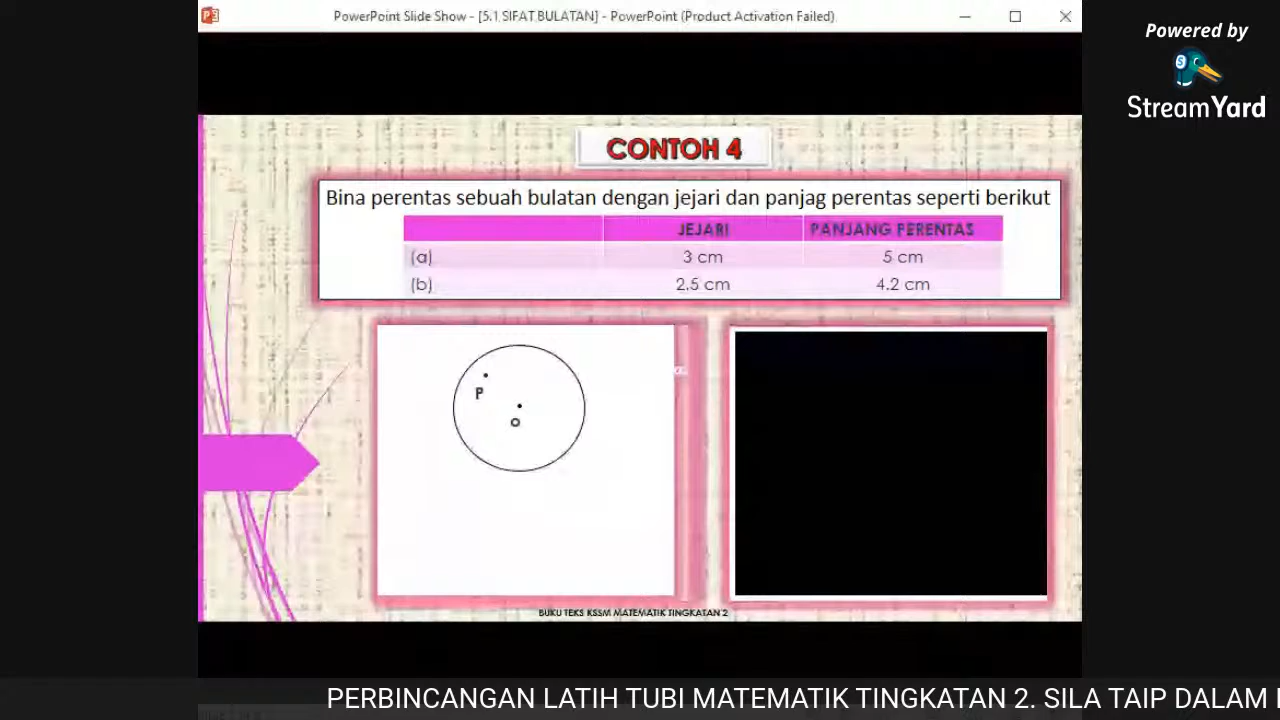 PowerPoint Slide Show - [5.1 SIFAT BULATAN] - PowerPoint (Product Activation Failed)
Powered by
StreamYard
CONTOH 4
Bina perentas sebuah bulatan dengan jejari dan panjag perentas seperti berikut
JEJARI PANJANG PERENTAS
(a) 3 cm 5 cm
(b) 2.5 cm 4.2 cm
P
O
BUKU TEKS KSSM MATEMATIK TINGKATAN 2
PERBINCANGAN LATIH TUBI MATEMATIK TINGKATAN 2. SILA TAIP DALAM